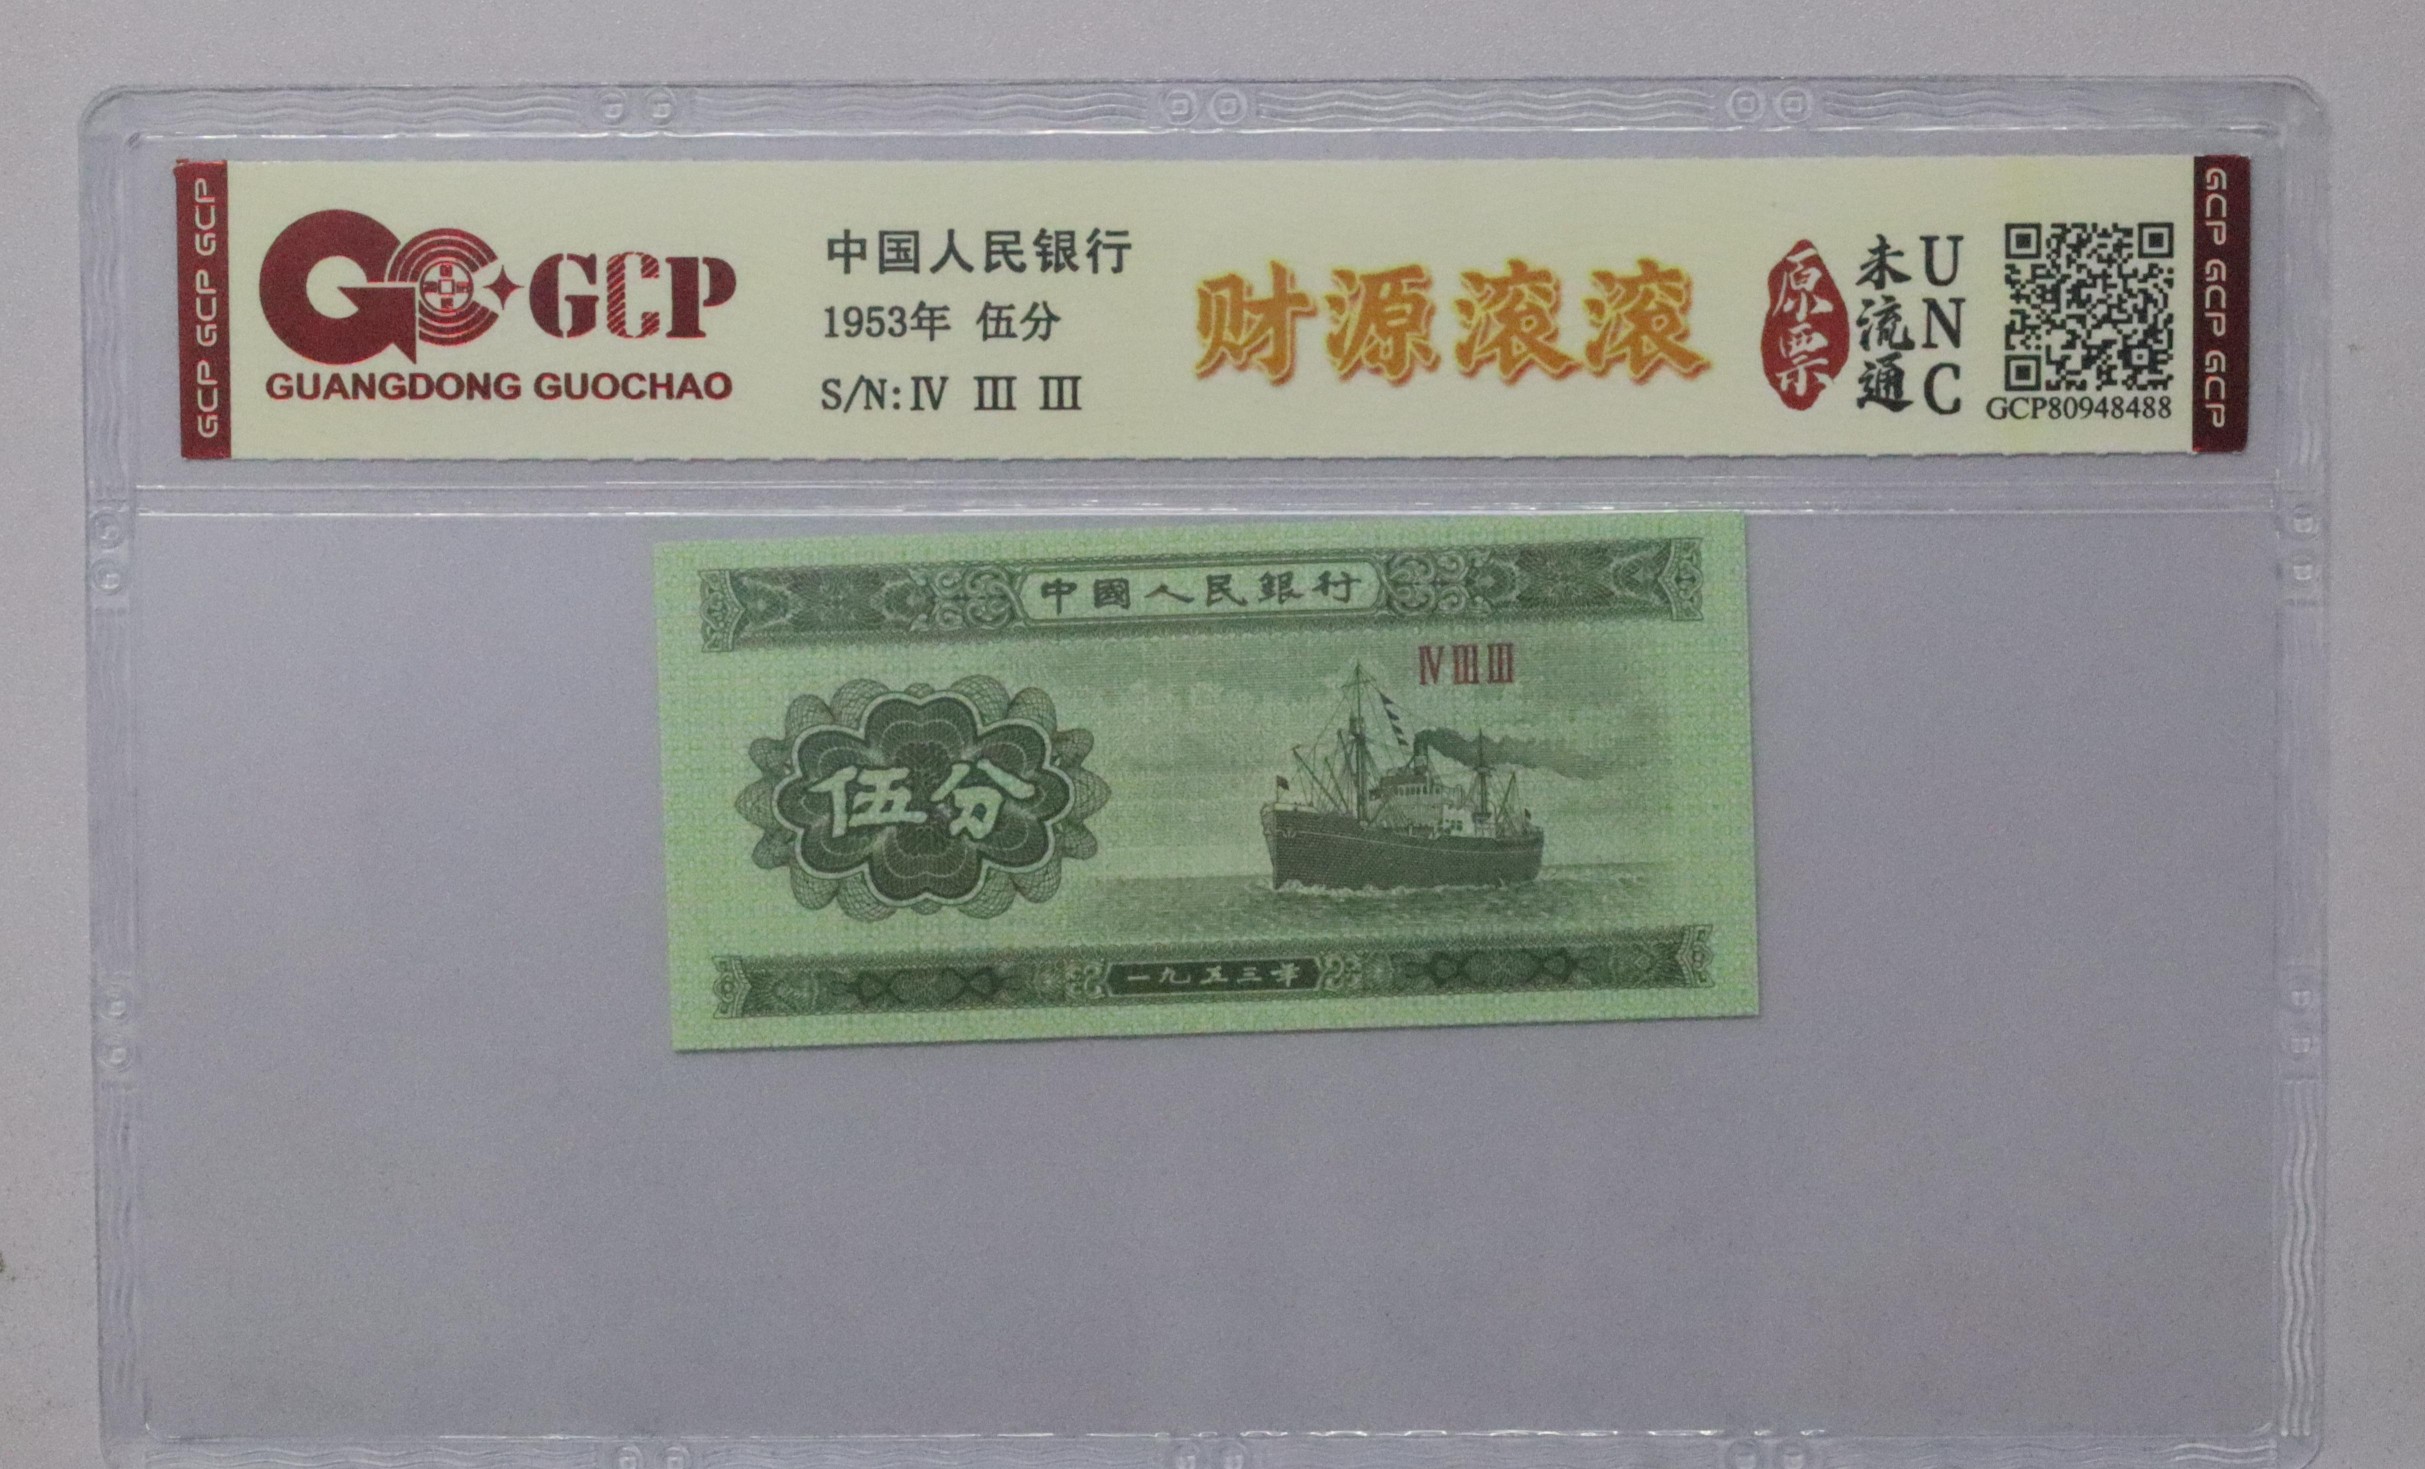 GCP GCP GCP
GCP
GUANGDONG GUOCHAO
中国人民银行
1953年 伍分
S/N: Ⅳ Ⅲ Ⅲ
财源滚滚
原票
未流通
UNC
GCP80948488
GCP GCP GCP
中國人民銀行
Ⅳ Ⅲ Ⅲ
伍分
一九五三年